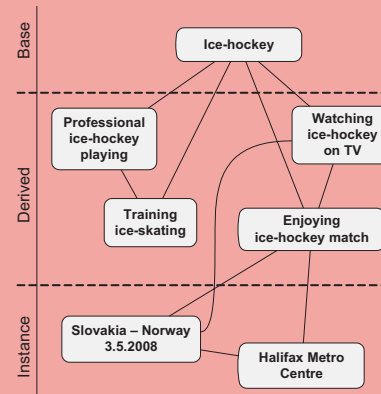 Base
Ice-hockey
Professional
ice-hockey
playing
Watching
ice-hockey
on TV
Derived
Training
ice-skating
Enjoying
ice-hockey match
Instance
Slovakia – Norway
3.5.2008
Halifax Metro
Centre